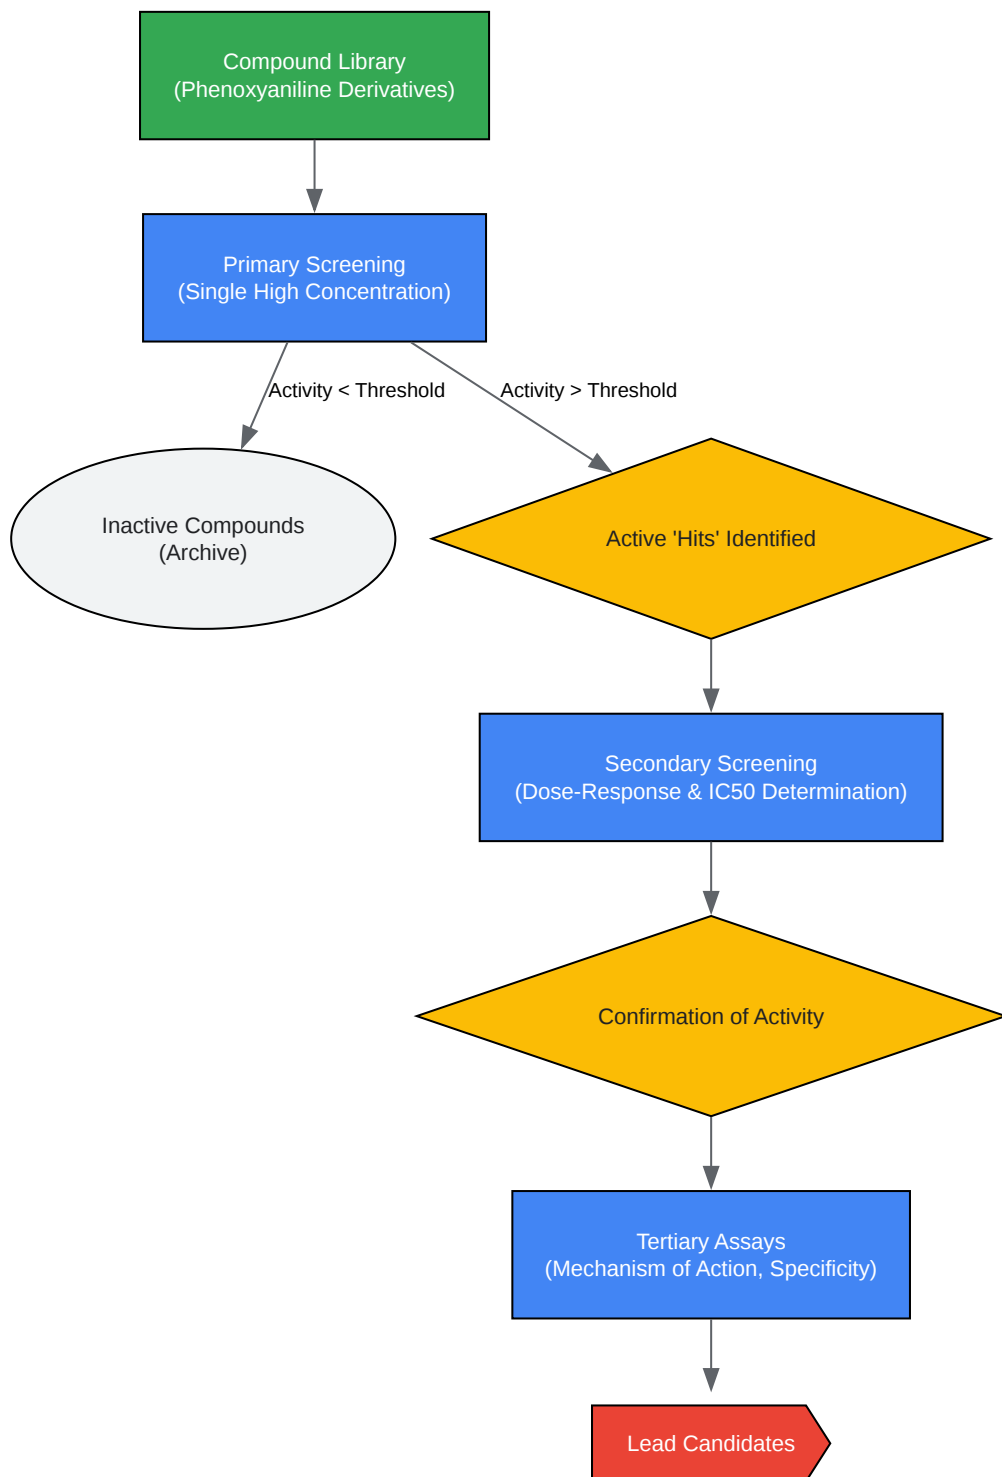 Compound Library
(Phenoxyaniline Derivatives)
Primary Screening
(Single High Concentration)
Activity < Threshold
Activity > Threshold
Inactive Compounds
(Archive)
Active 'Hits' Identified
Secondary Screening
(Dose-Response & IC50 Determination)
Confirmation of Activity
Tertiary Assays
(Mechanism of Action, Specificity)
Lead Candidates